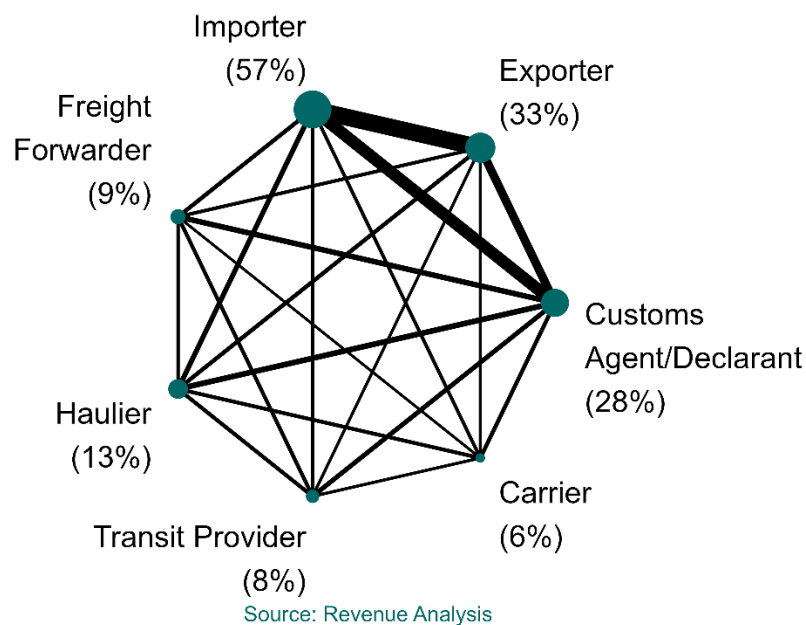 Importer
(57%)
Exporter
(33%)
Freight
Forwarder
(9%)
Customs
Agent/Declarant
(28%)
Haulier
(13%)
Carrier
(6%)
Transit Provider
(8%)
Source: Revenue Analysis